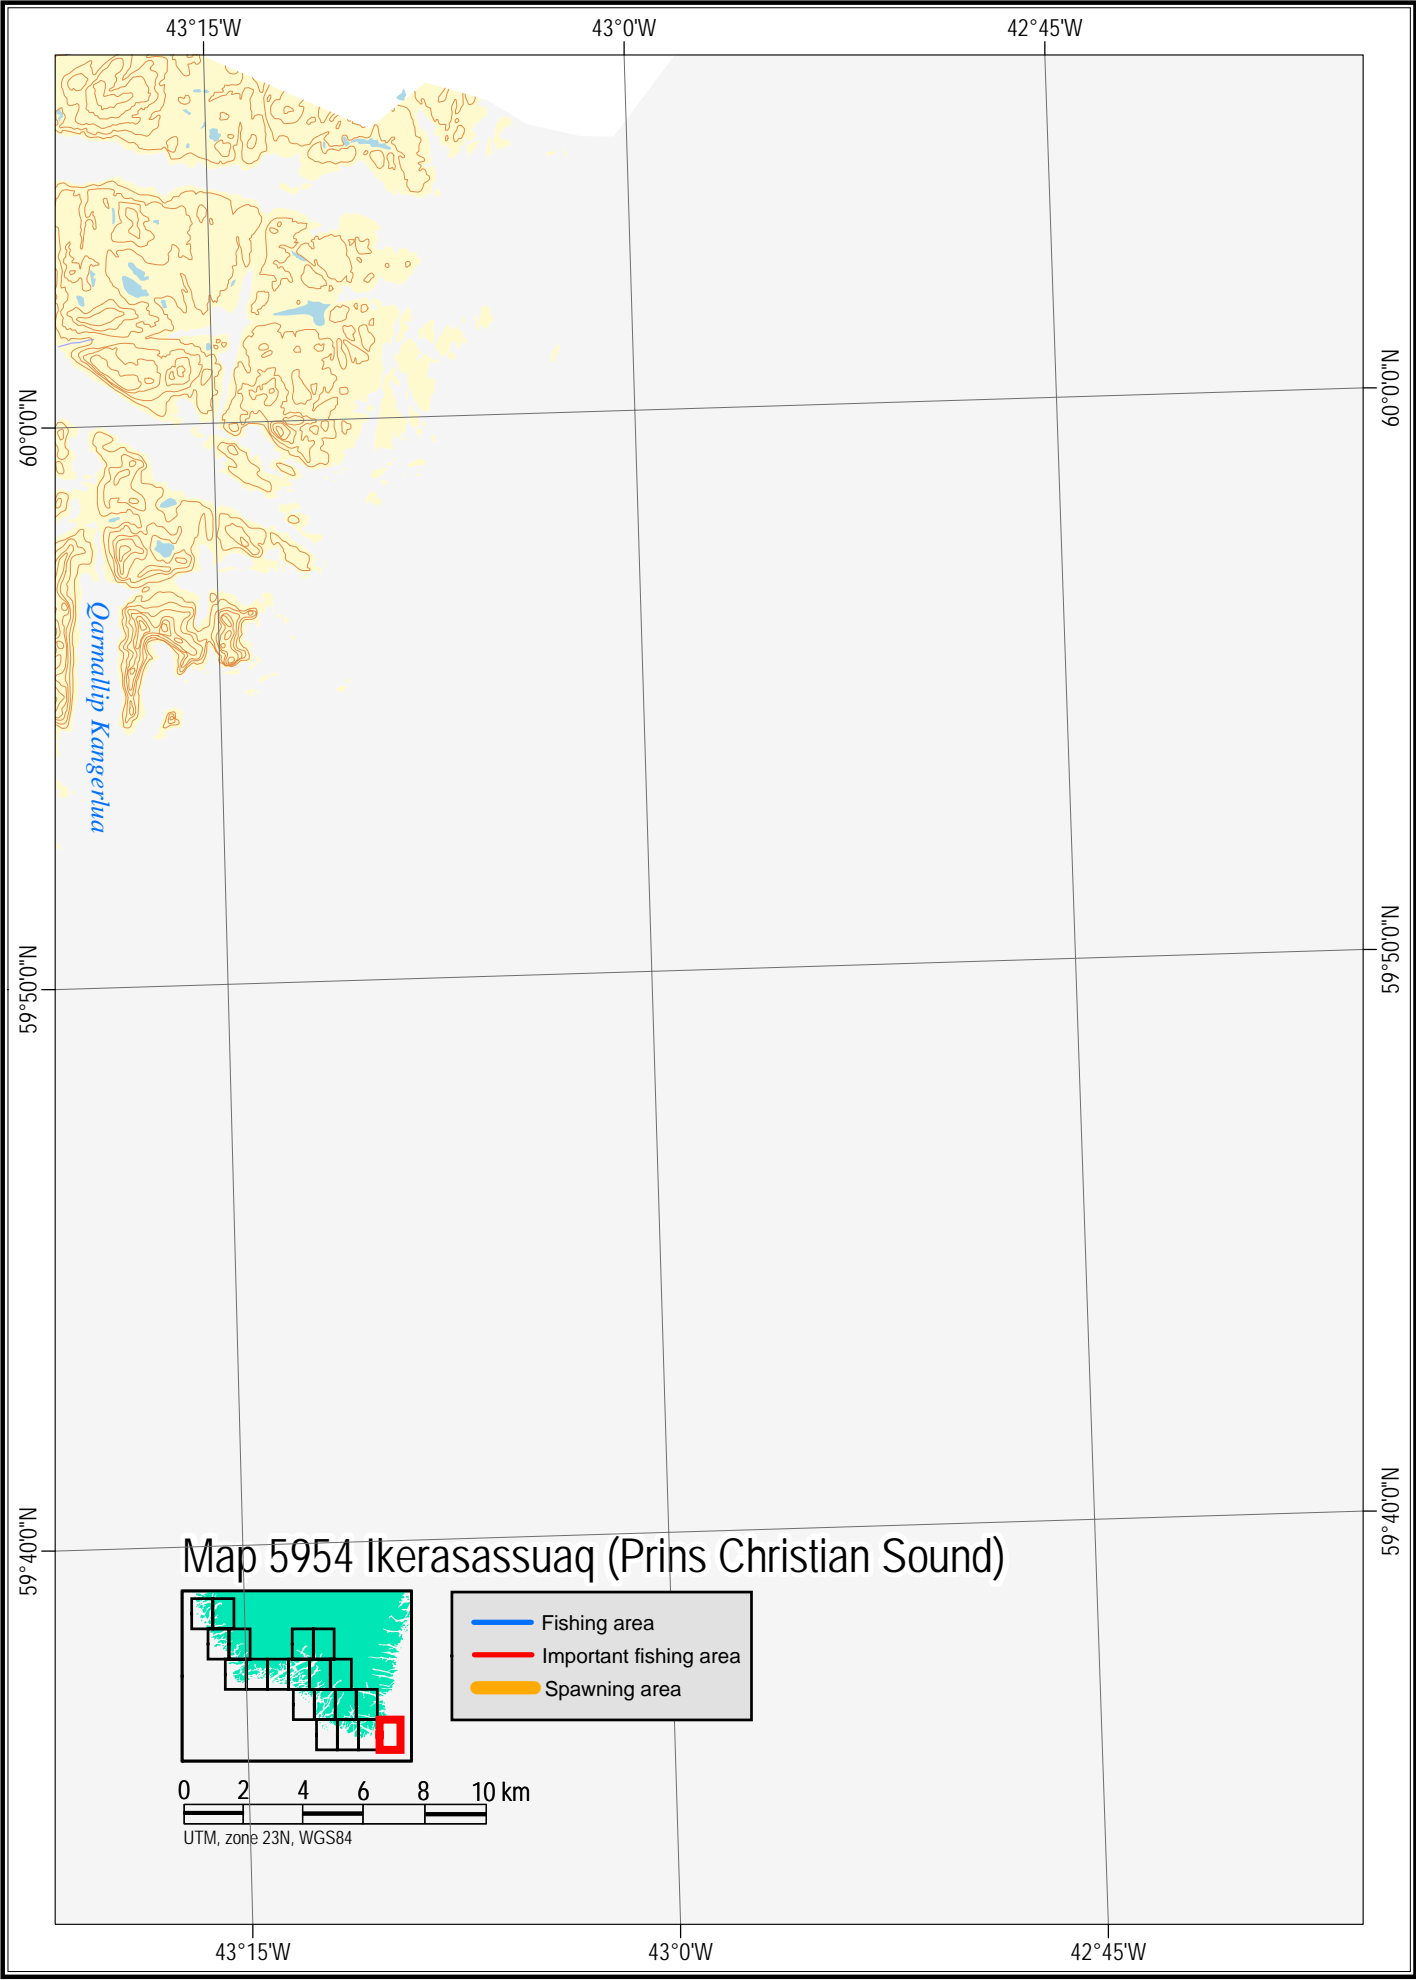 43°15'W
43°0'W
42°45'W
60°0'0"N
60°0'0"N
Qarmallip Kangerlua
59°50'0"N
59°50'0"N
59°40'0"N
59°40'0"N
Map 5954 Ikerasassuaq (Prins Christian Sound)
Fishing area
Important fishing area
Spawning area
0 2 4 6 8 10 km
UTM, zone 23N, WGS84
43°15'W
43°0'W
42°45'W